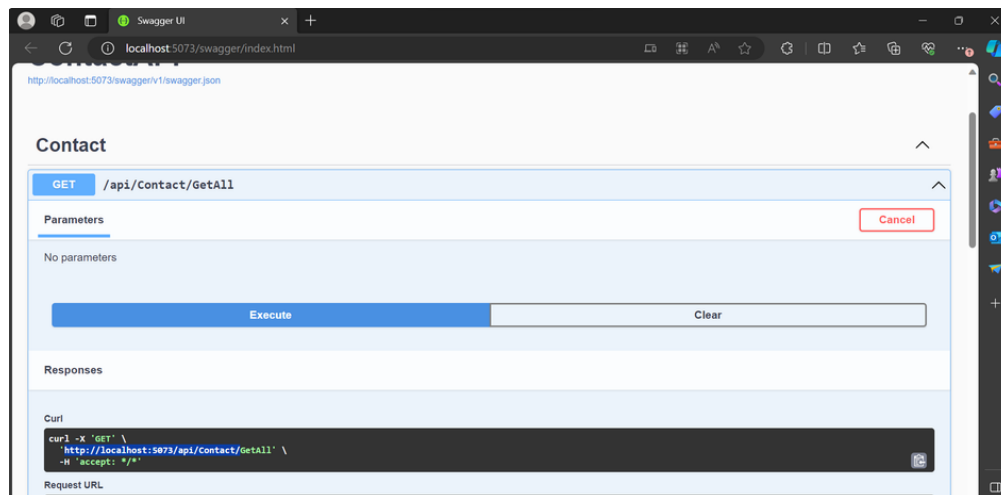 Swagger UI
localhost:5073/swagger/index.html
http://localhost:5073/swagger/v1/swagger.json
Contact
GET /api/Contact/GetAll
Parameters
Cancel
No parameters
Execute
Clear
Responses
Curl
curl -X 'GET' \
'http://localhost:5073/api/Contact/GetAll' \
-H 'accept: */*'
Request URL